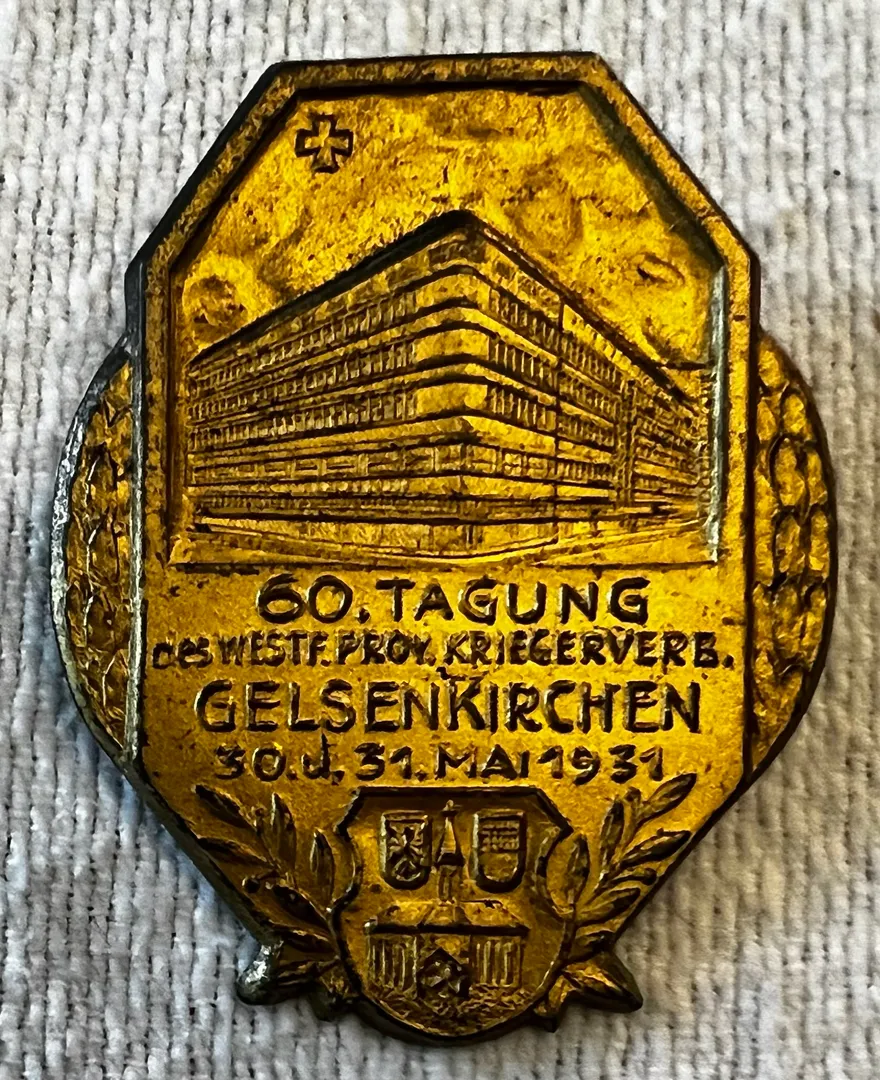 60. TAGUNG
des WESTF. PROV. KRIEGERVERB.
GELSENKIRCHEN
30. u. 31. MAI 1931